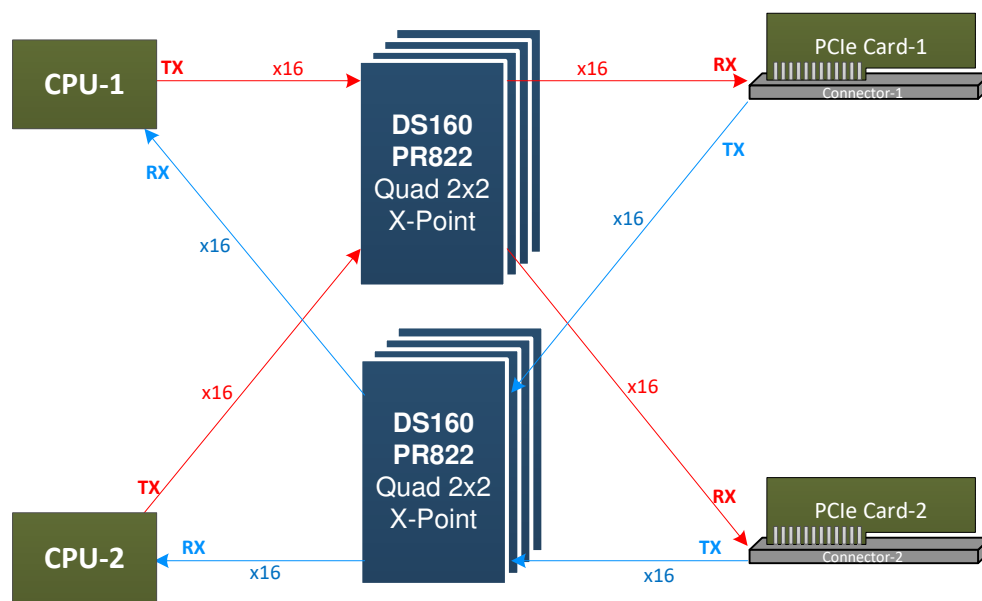 CPU-1
TX
x16
x16
RX
PCIe Card-1
Connector-1
DS160
PR822
Quad 2x2
X-Point
RX
TX
x16
x16
x16
x16
DS160
PR822
Quad 2x2
X-Point
TX
RX
PCIe Card-2
Connector-2
CPU-2
RX
x16
TX
x16